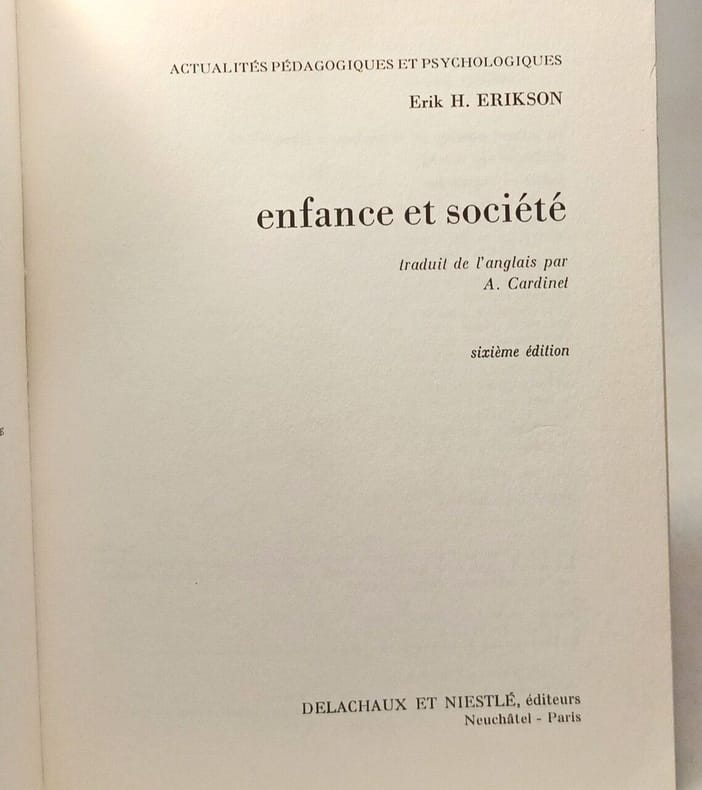 ACTUALITÉS PÉDAGOGIQUES ET PSYCHOLOGIQUES
Erik H. ERIKSON
enfance et société
traduit de l'anglais par
A. Cardinet
sixième édition
DELACHAUX ET NIESTLÉ, éditeurs
Neuchâtel - Paris